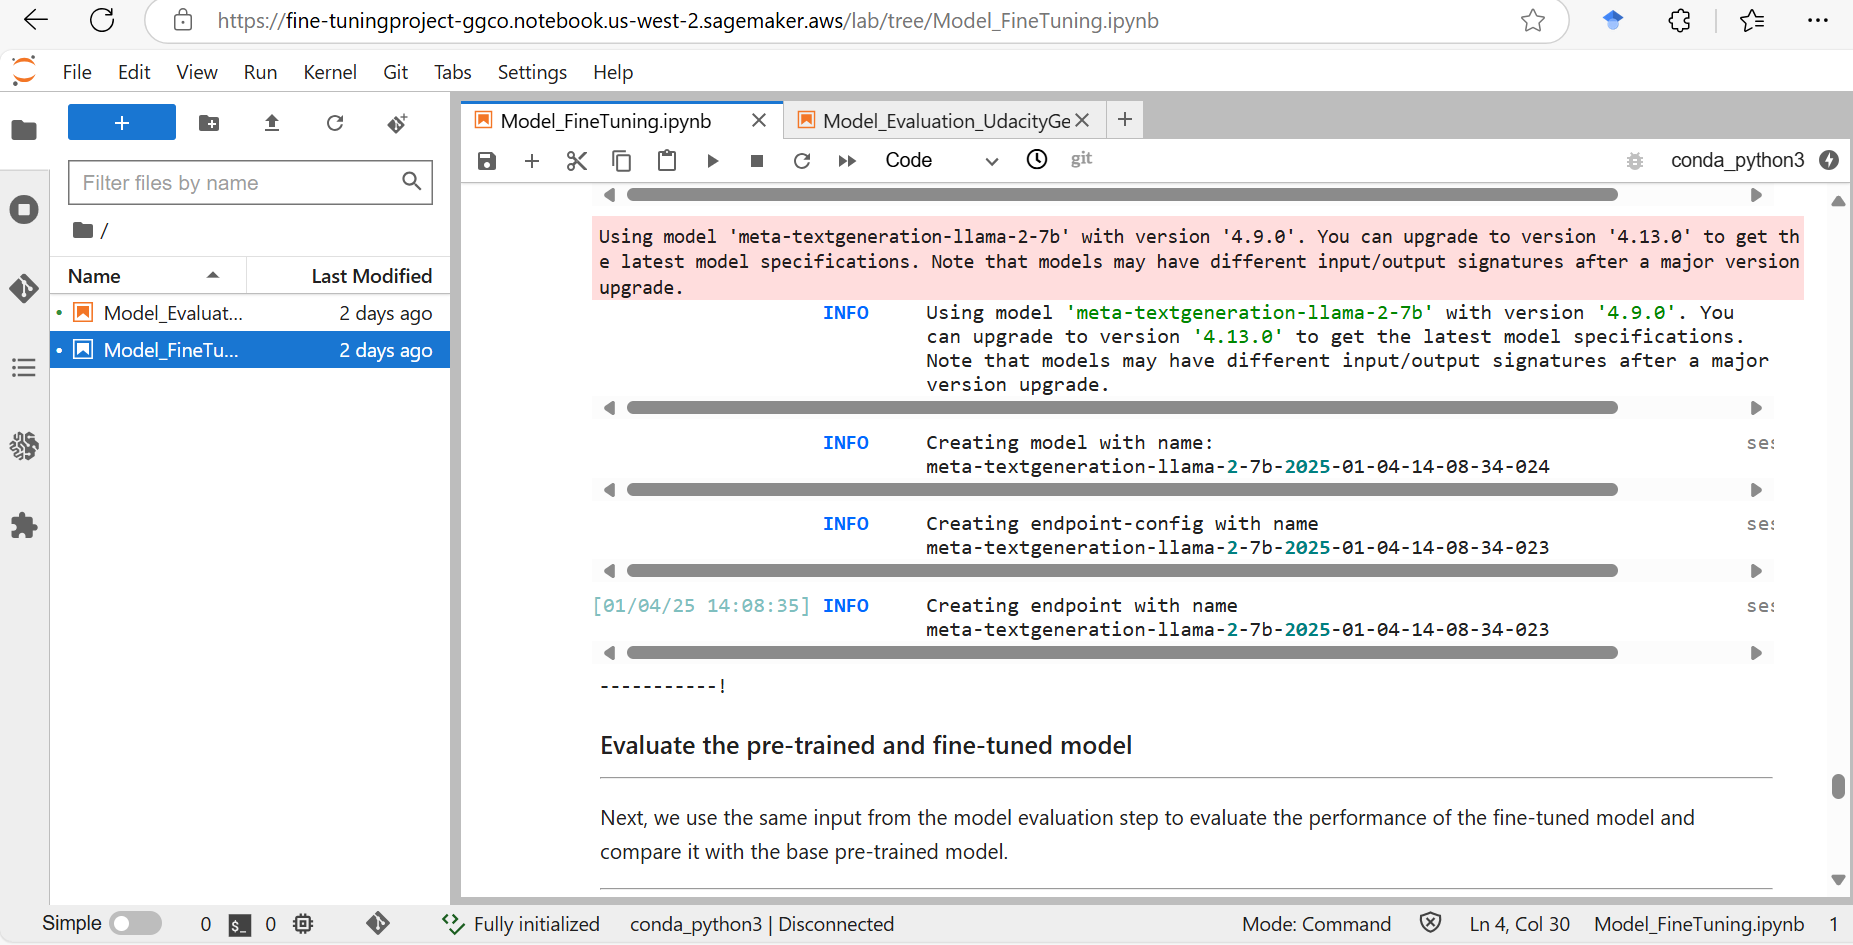 https://fine-tuningproject-ggco.notebook.us-west-2.sagemaker.aws/lab/tree/Model_FineTuning.ipynb
File Edit View Run Kernel Git Tabs Settings Help
Filter files by name
/
Name Last Modified
Model_Evaluat... 2 days ago
Model_FineTu... 2 days ago
Model_FineTuning.ipynb Model_Evaluation_UdacityGe
Code git conda_python3
Using model 'meta-textgeneration-llama-2-7b' with version '4.9.0'. You can upgrade to version '4.13.0' to get th
e latest model specifications. Note that models may have different input/output signatures after a major version
upgrade.
INFO Using model 'meta-textgeneration-llama-2-7b' with version '4.9.0'. You
can upgrade to version '4.13.0' to get the latest model specifications.
Note that models may have different input/output signatures after a major
version upgrade.
INFO Creating model with name: ses
meta-textgeneration-llama-2-7b-2025-01-04-14-08-34-024
INFO Creating endpoint-config with name ses
meta-textgeneration-llama-2-7b-2025-01-04-14-08-34-023
[01/04/25 14:08:35] INFO Creating endpoint with name ses
meta-textgeneration-llama-2-7b-2025-01-04-14-08-34-023
-----------!
Evaluate the pre-trained and fine-tuned model
Next, we use the same input from the model evaluation step to evaluate the performance of the fine-tuned model and
compare it with the base pre-trained model.
Simple 0 $_ 0 Fully initialized conda_python3 | Disconnected Mode: Command Ln 4, Col 30 Model_FineTuning.ipynb 1